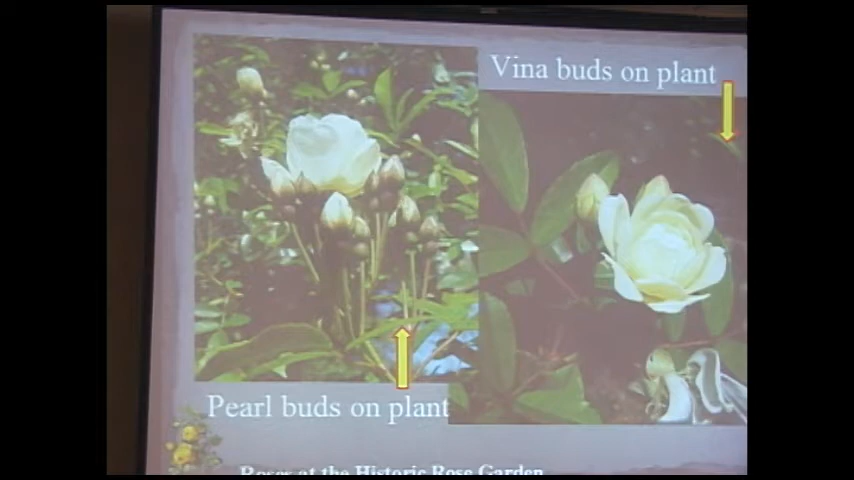 Vina buds on plant
Pearl buds on plant
Roses at the Historic Rose Garden